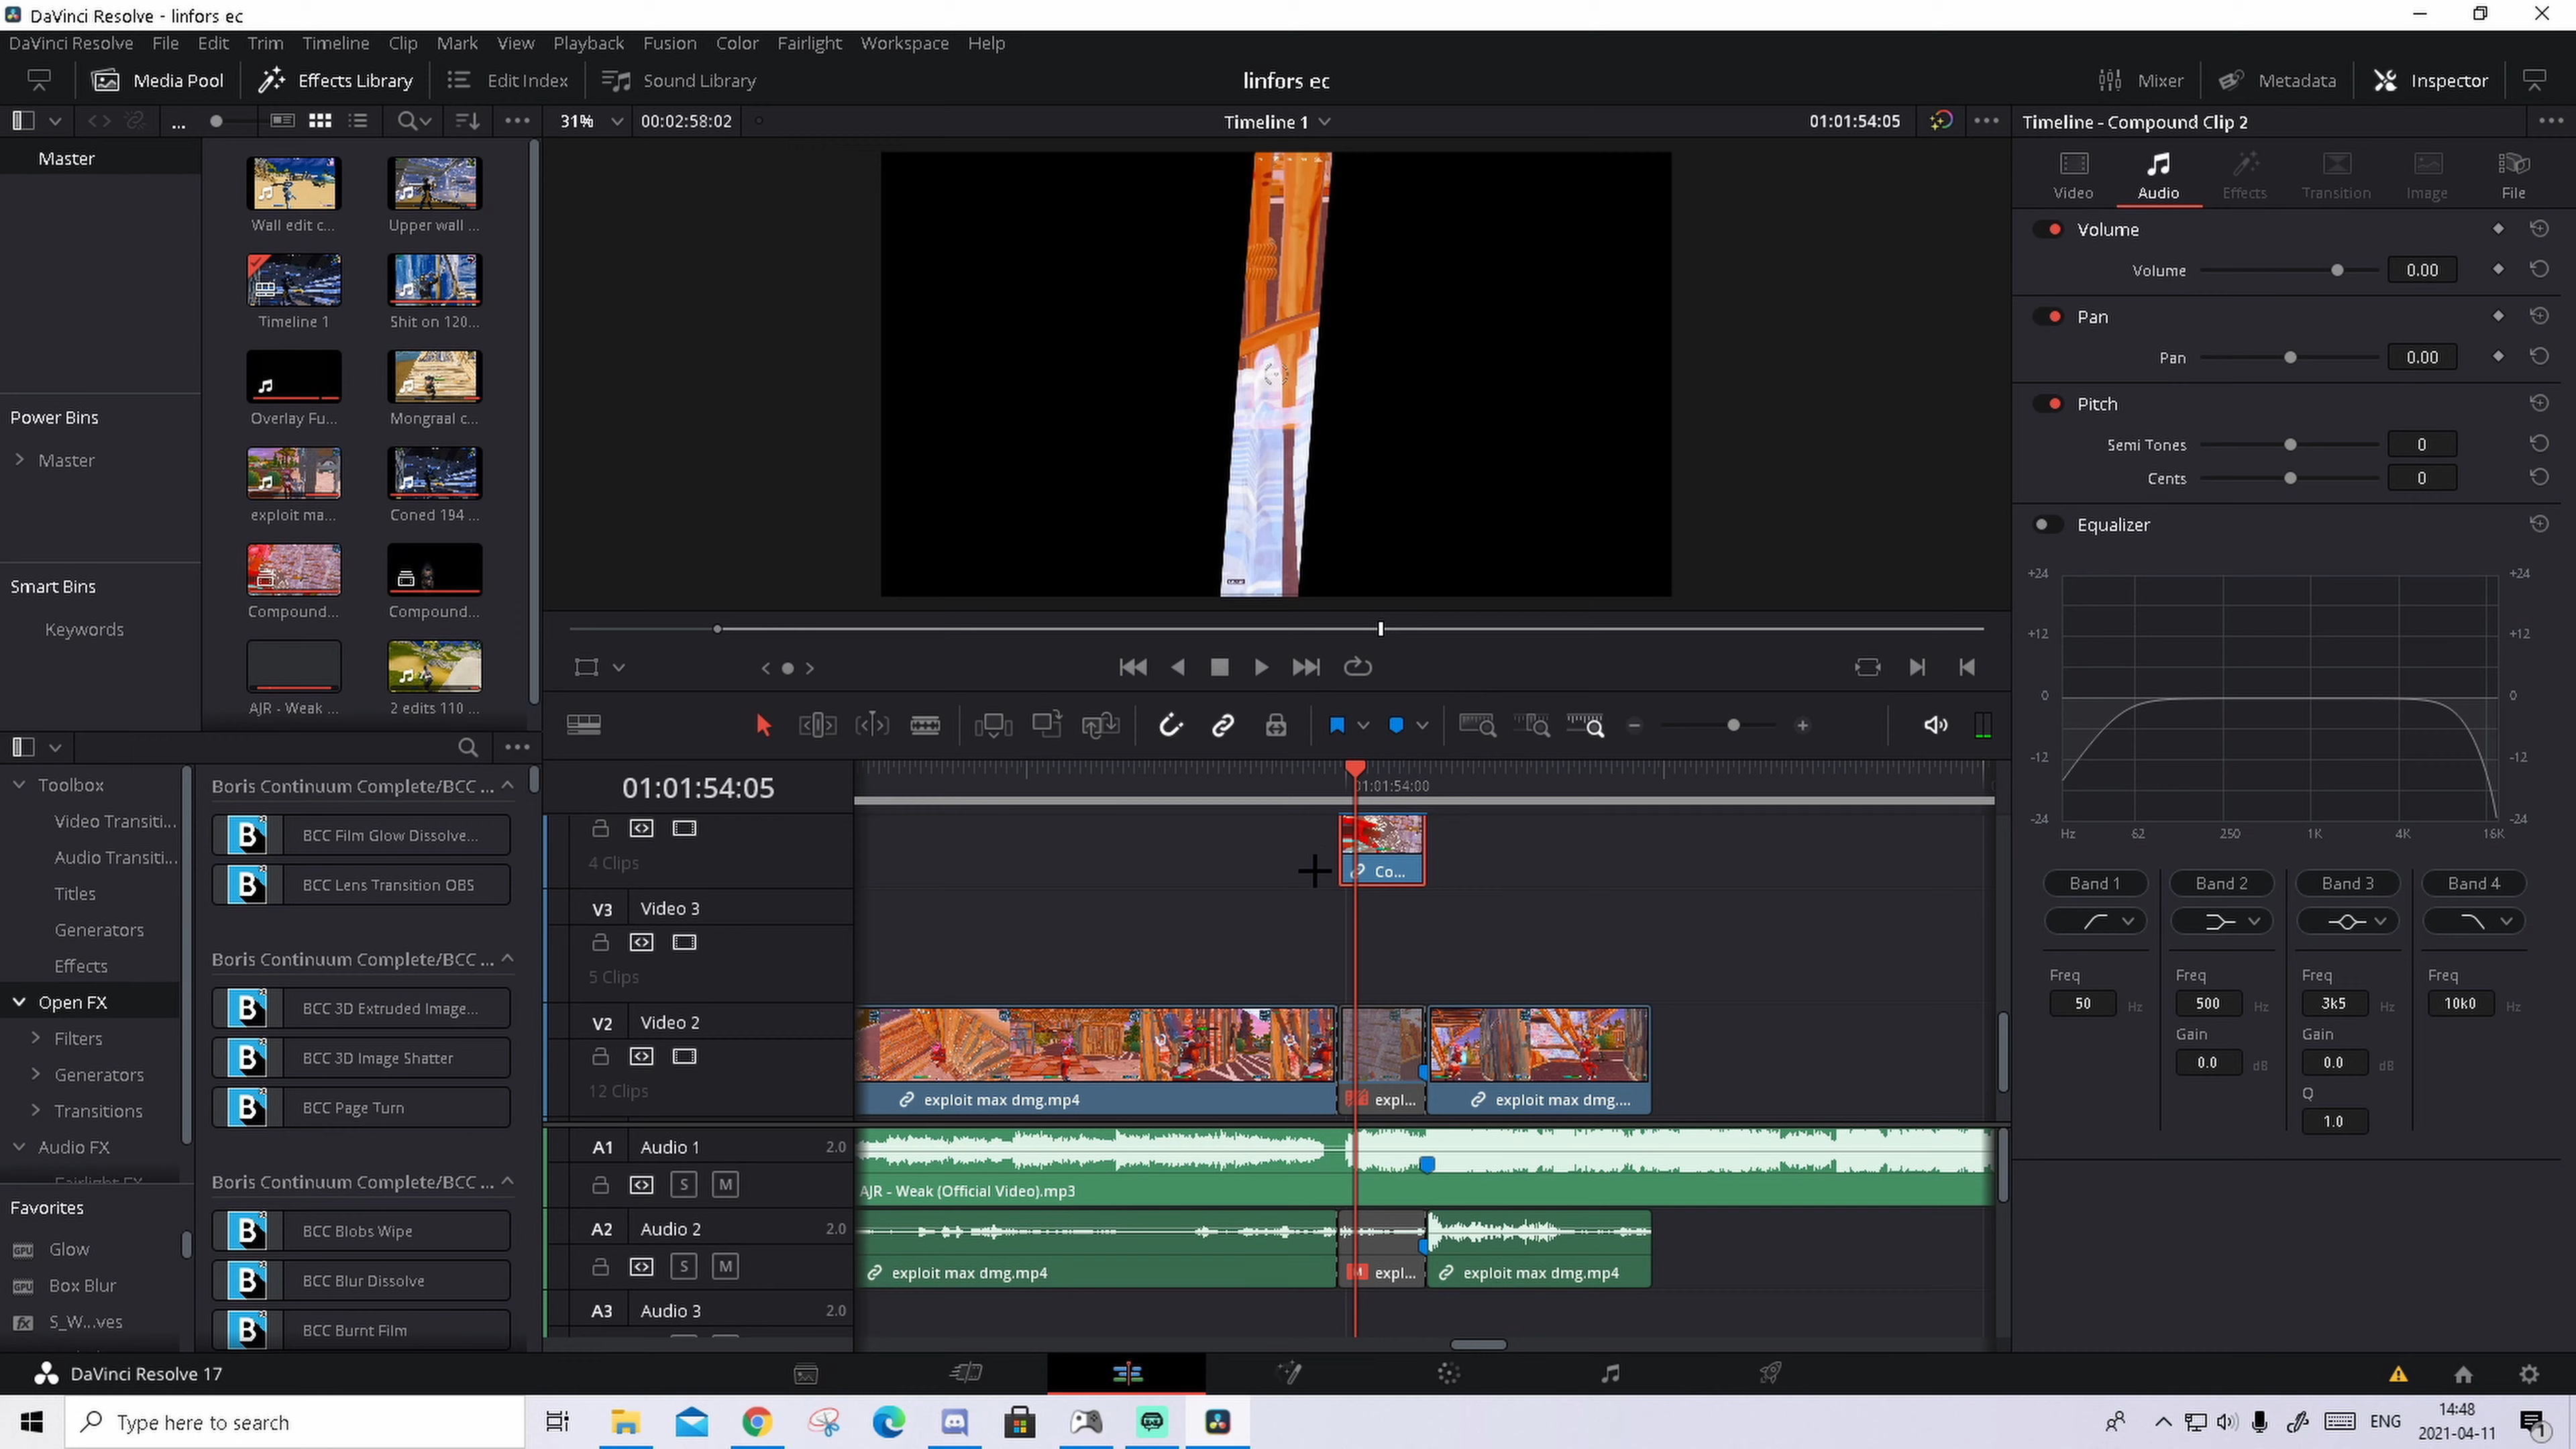 DaVinci Resolve - linfors ec
DaVinci Resolve File Edit Trim Timeline Clip Mark View Playback Fusion Color Fairlight Workspace Help
Media Pool Effects Library Edit Index Sound Library linfors ec Mixer Metadata Inspector
31% 00:02:58:02 Timeline 1 01:01:54:05 Timeline - Compound Clip 2
Master
Wall edit c... Upper wall ...
Timeline 1 Shit on 120...
Overlay Fu... Mongraal c...
exploit ma... Coned 194 ...
Compound... Compound...
AJR - Weak ... 2 edits 110 ...
Power Bins
Master
Smart Bins
Keywords
Video Audio Effects Transition Image File
Volume
Volume 0.00
Pan
Pan 0.00
Pitch
Semi Tones 0
Cents 0
Equalizer
+24 +24
+12 +12
0 0
-12 -12
-24 -24
Hz 62 250 1K 4K 16K
Band 1 Band 2 Band 3 Band 4
Freq Freq Freq Freq
50 Hz 500 Hz 3k5 Hz 10k0 Hz
Gain Gain
0.0 dB 0.0 dB
Q
1.0
Toolbox
Video Transiti...
Audio Transiti...
Titles
Generators
Effects
Open FX
Filters
Generators
Transitions
Audio FX
Favorites
Glow
Box Blur
S_W...ves
Boris Continuum Complete/BCC ...
BCC Film Glow Dissolve...
BCC Lens Transition OBS
Boris Continuum Complete/BCC ...
BCC 3D Extruded Image...
BCC 3D Image Shatter
BCC Page Turn
Boris Continuum Complete/BCC ...
BCC Blobs Wipe
BCC Blur Dissolve
BCC Burnt Film
01:01:54:05
01:01:54:00
4 Clips
Co...
V3 Video 3
5 Clips
V2 Video 2
12 Clips
exploit max dmg.mp4 expl... exploit max dmg....
A1 Audio 1 2.0
S M
AJR - Weak (Official Video).mp3
A2 Audio 2 2.0
S M
exploit max dmg.mp4 expl... exploit max dmg.mp4
A3 Audio 3 2.0
DaVinci Resolve 17
Type here to search
ENG
14:48
2021-04-11
1